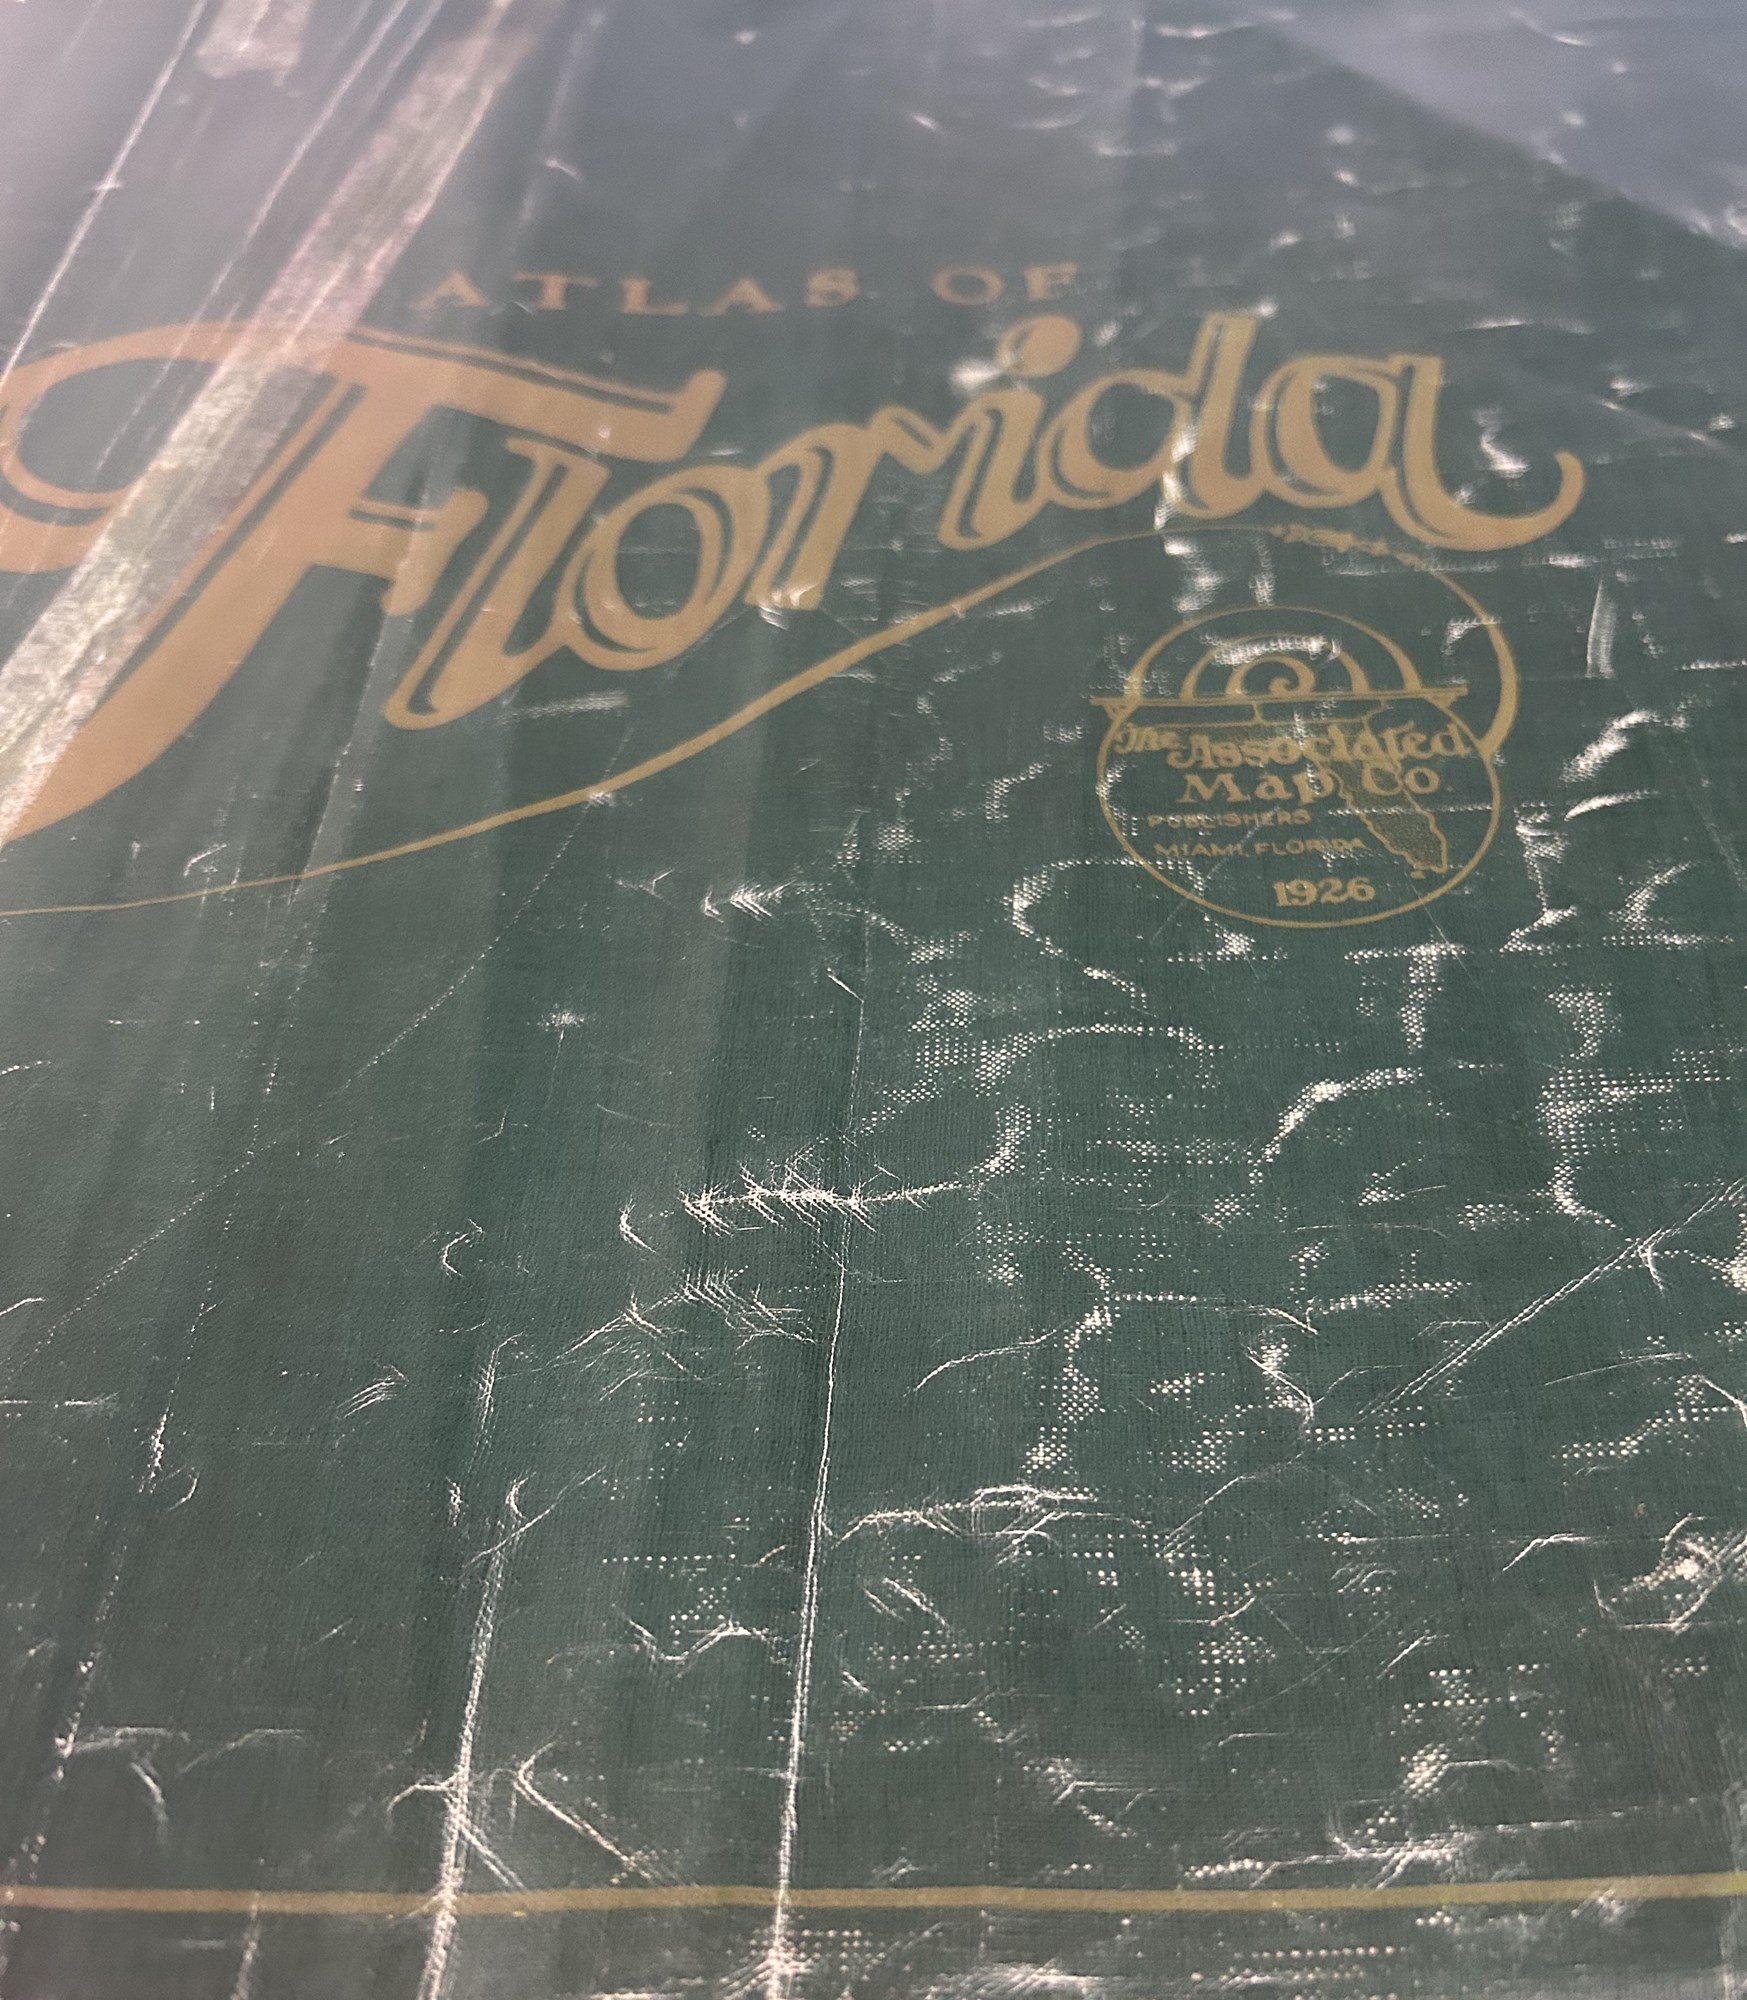 ATLAS OF
Florida
The Associated
Map Co.
PUBLISHERS
MIAMI, FLORIDA
1926